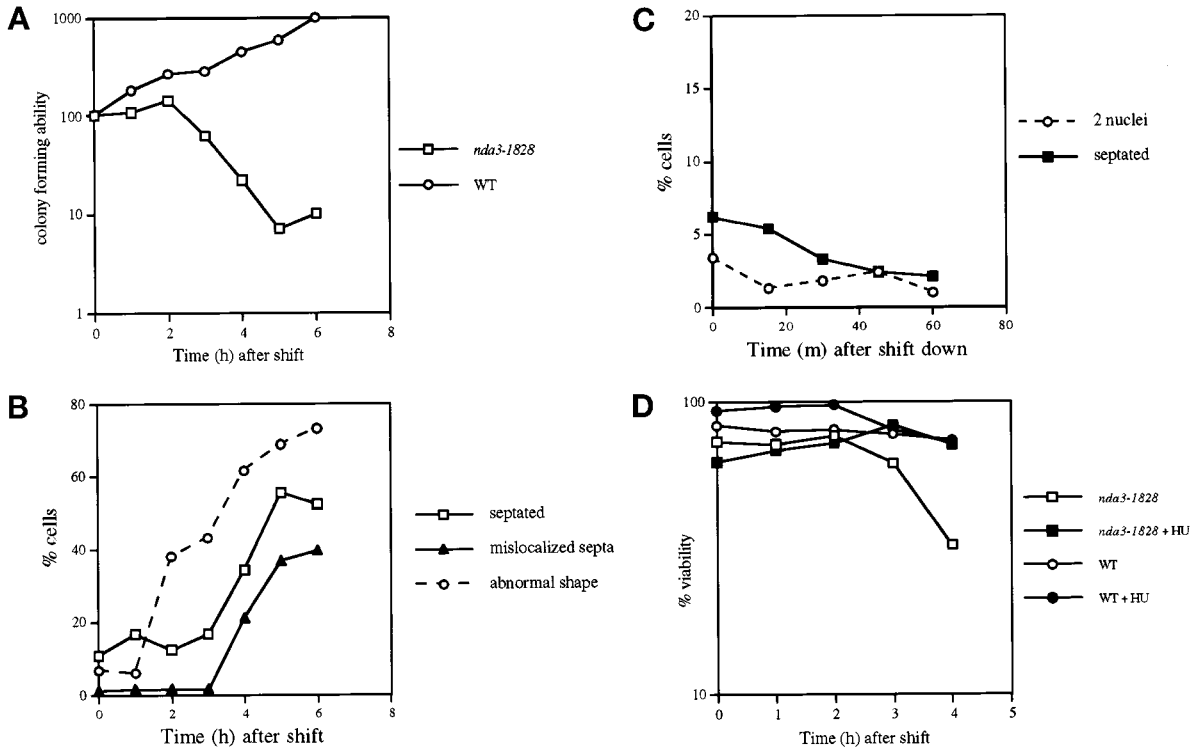 A
1000
100
10
1
colony forming ability
0 2 4 6 8
Time (h) after shift
nda3-1828
WT
B
80
60
40
20
0
% cells
0 2 4 6 8
Time (h) after shift
septated
mislocalized septa
abnormal shape
C
20
15
10
5
0
% cells
0 20 40 60 80
Time (m) after shift down
2 nuclei
septated
D
100
10
% viability
0 1 2 3 4 5
Time (h) after shift
nda3-1828
nda3-1828 + HU
WT
WT + HU